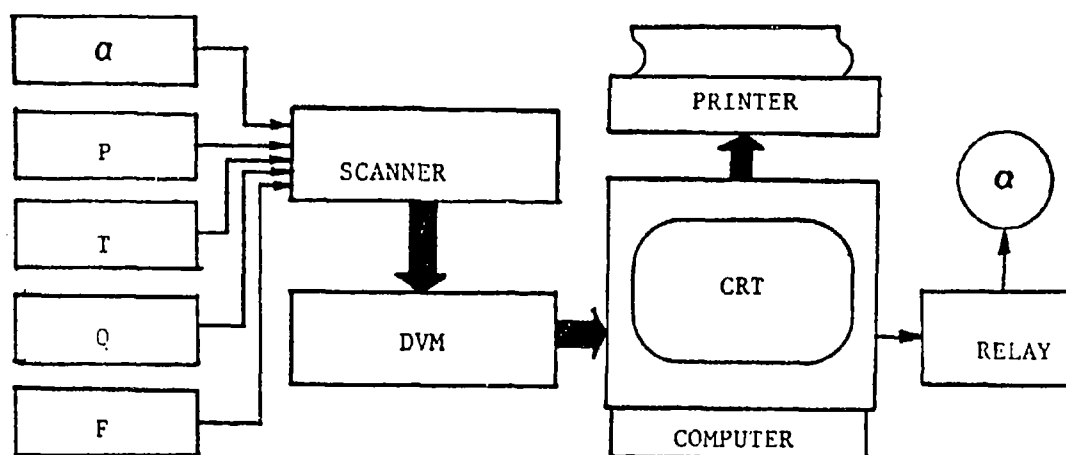 α
P
T
Q
F
SCANNER
DVM
PRINTER
CRT
COMPUTER
RELAY
α